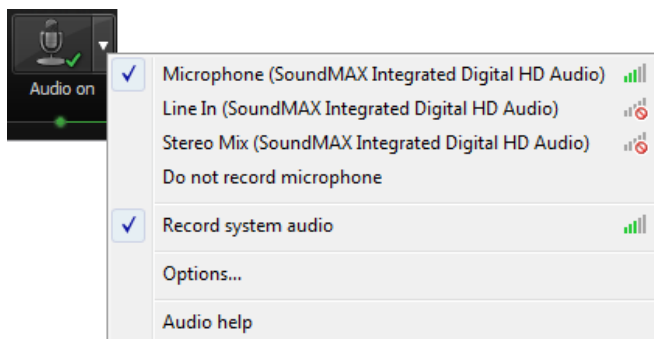 Audio on
Microphone (SoundMAX Integrated Digital HD Audio)
Line In (SoundMAX Integrated Digital HD Audio)
Stereo Mix (SoundMAX Integrated Digital HD Audio)
Do not record microphone
Record system audio
Options...
Audio help